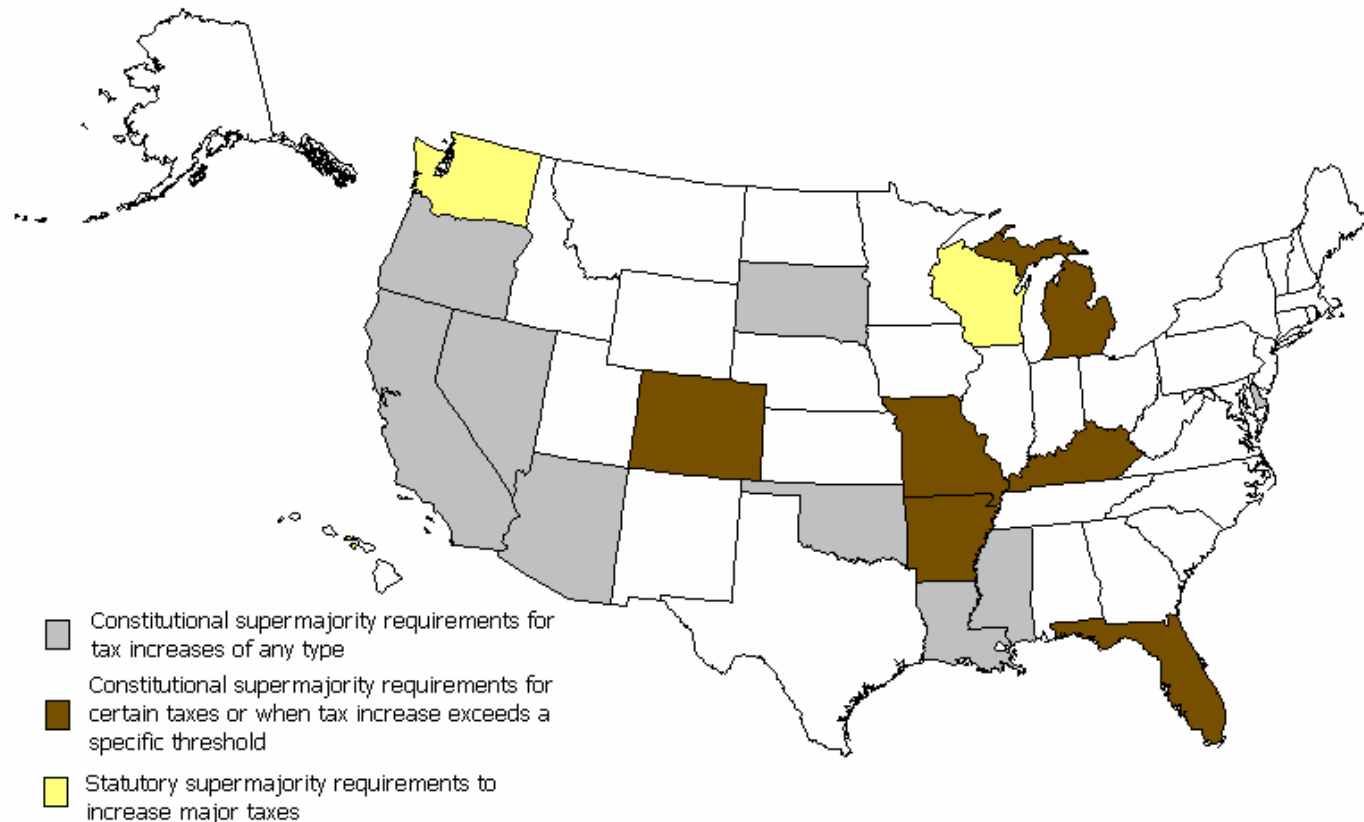 Constitutional supermajority requirements for
tax increases of any type
Constitutional supermajority requirements for
certain taxes or when tax increase exceeds a
specific threshold
Statutory supermajority requirements to
increase major taxes